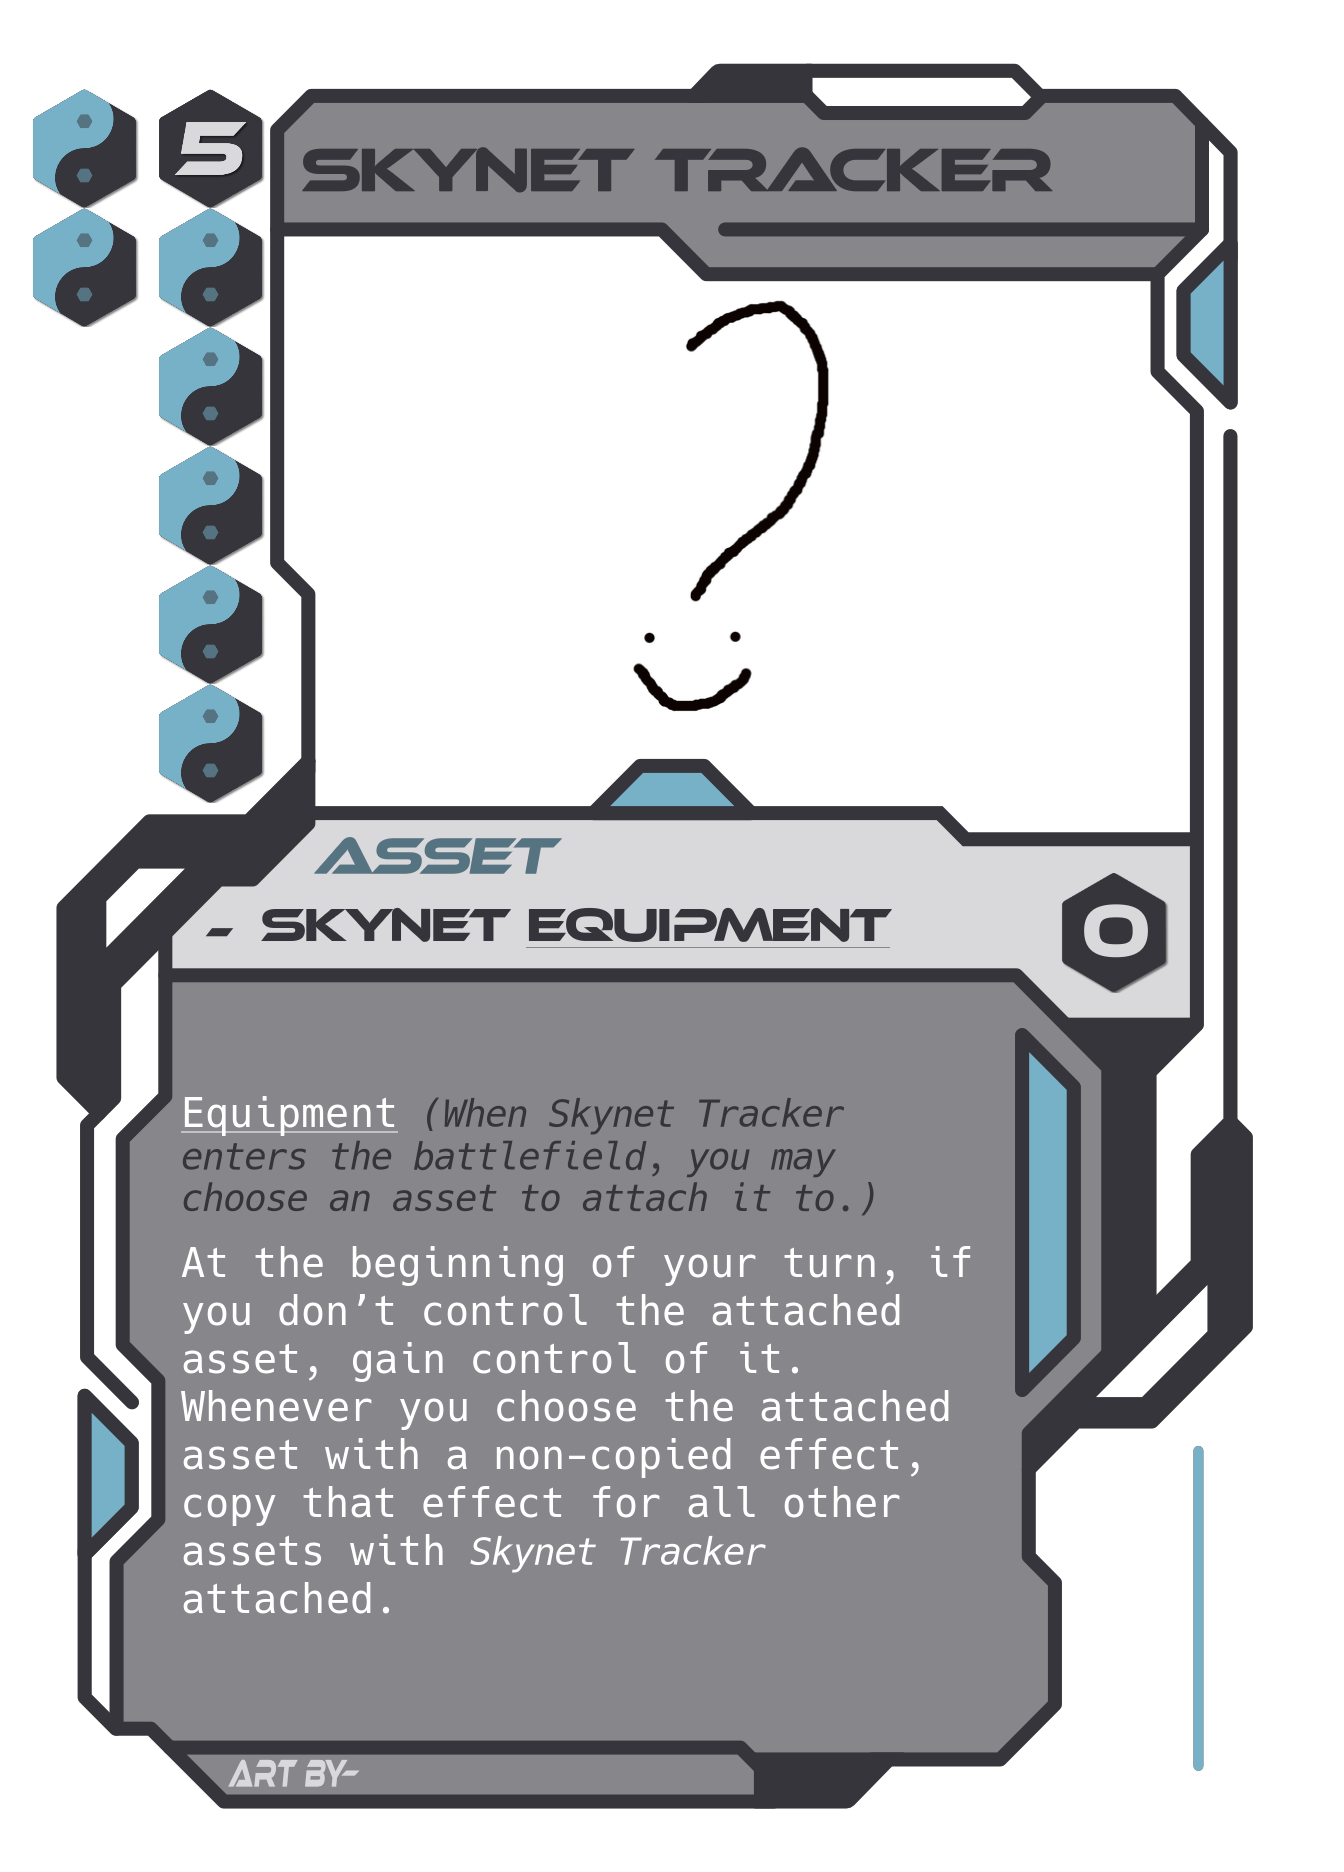 5
SKYNET TRACKER
ASSET
- SKYNET EQUIPMENT
0
Equipment (When Skynet Tracker
enters the battlefield, you may
choose an asset to attach it to.)
At the beginning of your turn, if
you don’t control the attached
asset, gain control of it.
Whenever you choose the attached
asset with a non-copied effect,
copy that effect for all other
assets with Skynet Tracker
attached.
ART BY-